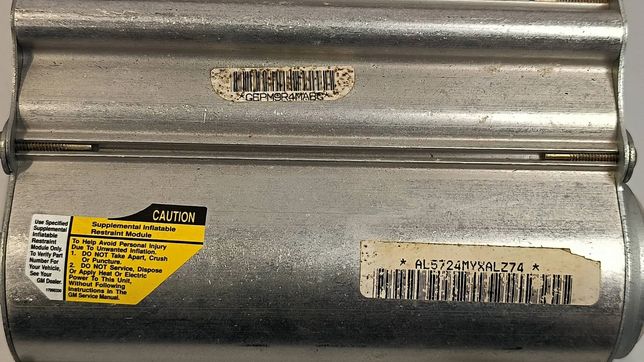 *GEPM9R4MABG*
CAUTION
Use Specified
Supplemental
Inflatable
Restraint
Module Only.
To Verify Part
Number For
Your Vehicle,
See Your
GM Dealer.
Supplemental Inflatable
Restraint Module
To Help Avoid Personal Injury
Due To Unwanted Inflation.
1. DO NOT Take Apart, Crush
Or Puncture.
2. DO NOT Service, Dispose
Or Apply Heat Or Electric
Power To This Unit,
Without Following
Instructions In The
GM Service Manual.
* AL5724MYXALZ74 *